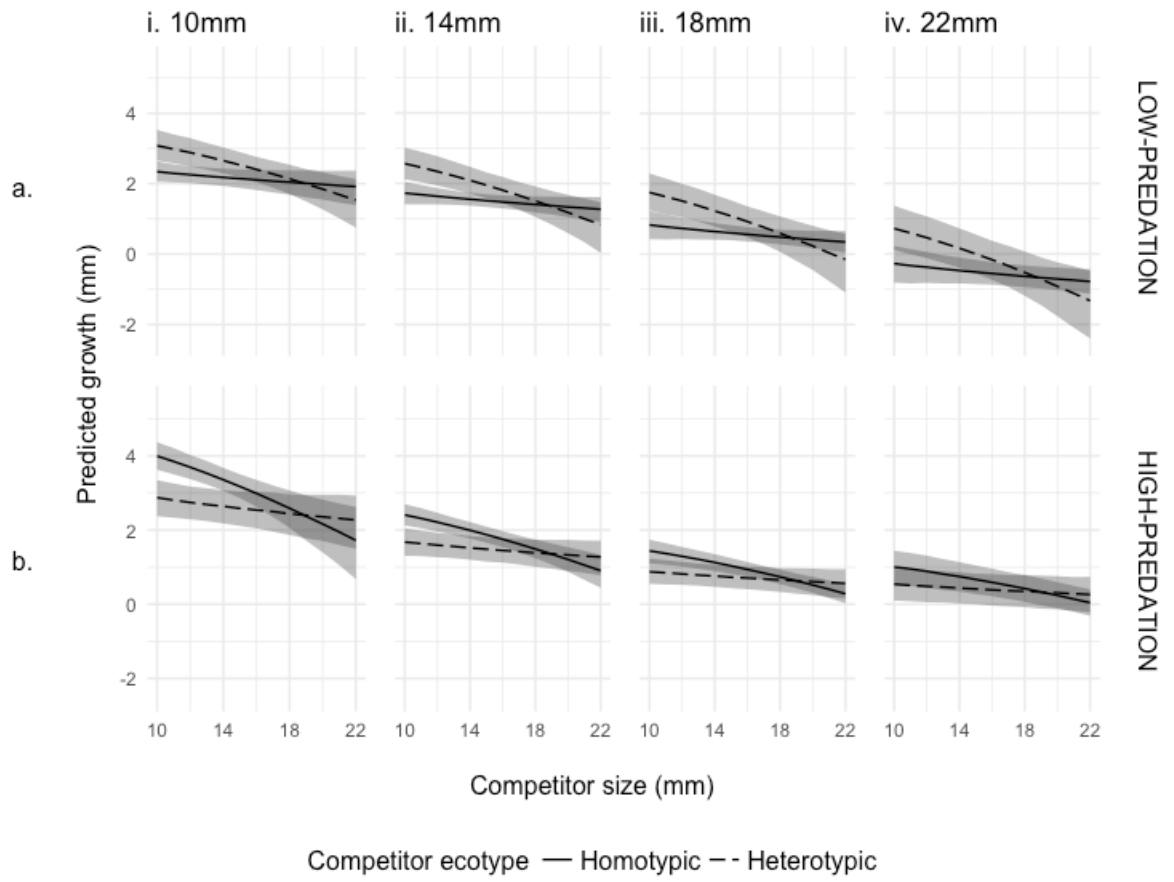 i. 10mm
ii. 14mm
iii. 18mm
iv. 22mm
LOW-PREDATION
a.
4
2
0
-2
Predicted growth (mm)
HIGH-PREDATION
b.
4
2
0
-2
10 14 18 22
10 14 18 22
10 14 18 22
10 14 18 22
Competitor size (mm)
Competitor ecotype Homotypic Heterotypic